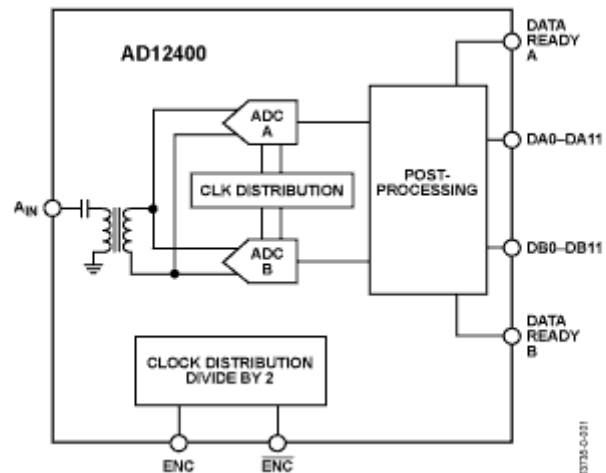 AD12400
DATA
READY
A
ADC
A
DA0–DA11
POST-
PROCESSING
CLK DISTRIBUTION
AIN
ADC
B
DB0–DB11
DATA
READY
B
CLOCK DISTRIBUTION
DIVIDE BY 2
ENC
ENC